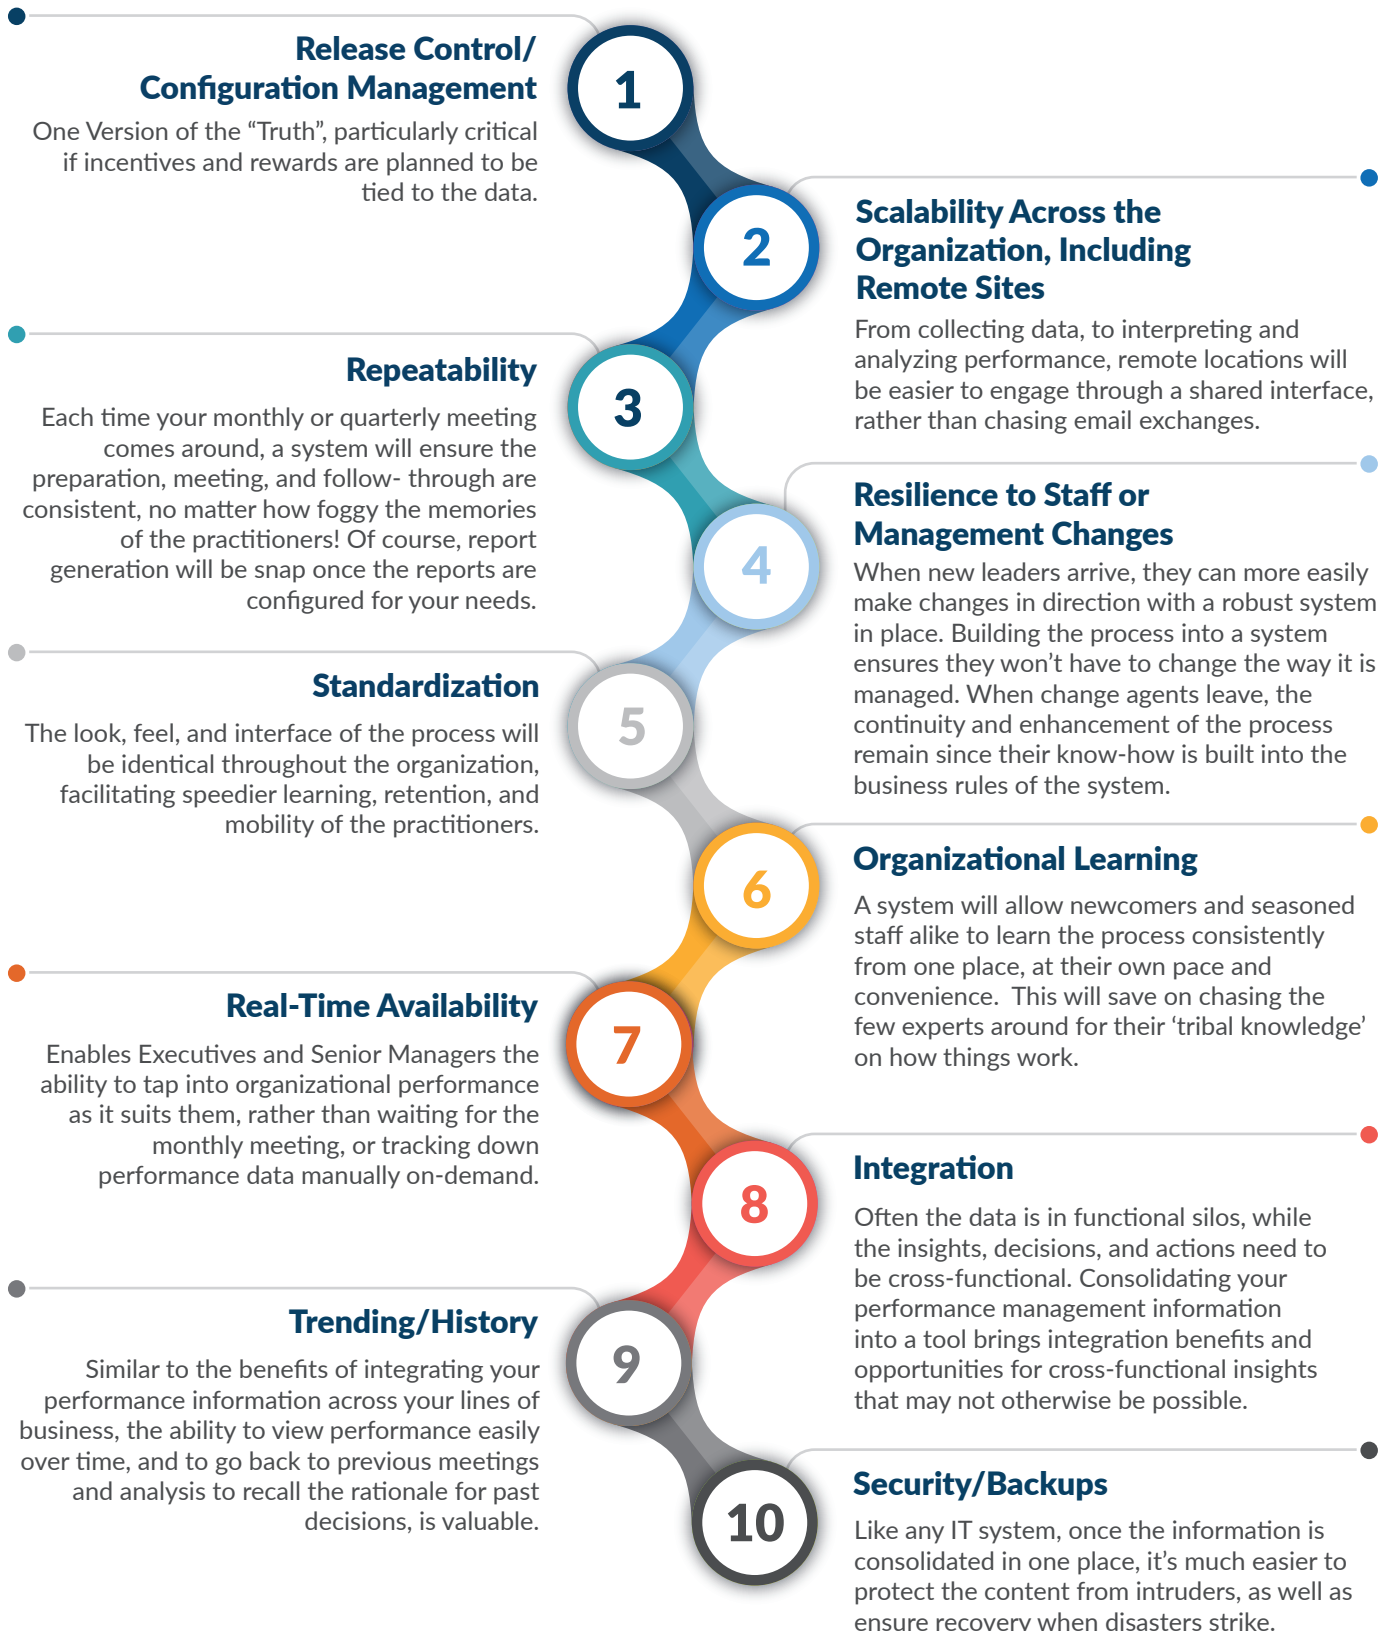 1
Release Control/
Configuration Management
One Version of the “Truth”, particularly critical
if incentives and rewards are planned to be
tied to the data.
2
Scalability Across the
Organization, Including
Remote Sites
From collecting data, to interpreting and
analyzing performance, remote locations will
be easier to engage through a shared interface,
rather than chasing email exchanges.
3
Repeatability
Each time your monthly or quarterly meeting
comes around, a system will ensure the
preparation, meeting, and follow- through are
consistent, no matter how foggy the memories
of the practitioners! Of course, report
generation will be snap once the reports are
configured for your needs.
4
Resilience to Staff or
Management Changes
When new leaders arrive, they can more easily
make changes in direction with a robust system
in place. Building the process into a system
ensures they won’t have to change the way it is
managed. When change agents leave, the
continuity and enhancement of the process
remain since their know-how is built into the
business rules of the system.
5
Standardization
The look, feel, and interface of the process will
be identical throughout the organization,
facilitating speedier learning, retention, and
mobility of the practitioners.
6
Organizational Learning
A system will allow newcomers and seasoned
staff alike to learn the process consistently
from one place, at their own pace and
convenience.  This will save on chasing the
few experts around for their ‘tribal knowledge’
on how things work.
7
Real-Time Availability
Enables Executives and Senior Managers the
ability to tap into organizational performance
as it suits them, rather than waiting for the
monthly meeting, or tracking down
performance data manually on-demand.
8
Integration
Often the data is in functional silos, while
the insights, decisions, and actions need to
be cross-functional. Consolidating your
performance management information
into a tool brings integration benefits and
opportunities for cross-functional insights
that may not otherwise be possible.
9
Trending/History
Similar to the benefits of integrating your
performance information across your lines of
business, the ability to view performance easily
over time, and to go back to previous meetings
and analysis to recall the rationale for past
decisions, is valuable.
10
Security/Backups
Like any IT system, once the information is
consolidated in one place, it’s much easier to
protect the content from intruders, as well as
ensure recovery when disasters strike.